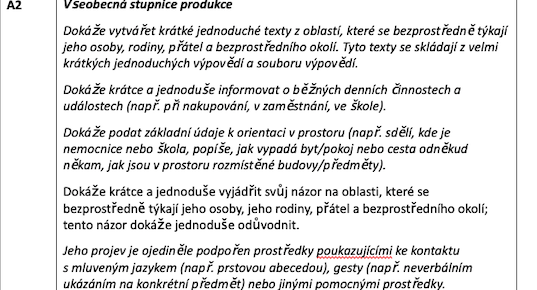 A2
Všeobecná stupnice produkce
Dokáže vytvářet krátké jednoduché texty z oblastí, které se bezprostředně týkají
jeho osoby, rodiny, přátel a bezprostředního okolí. Tyto texty se skládají z velmi
krátkých jednoduchých výpovědí a souboru výpovědí.
Dokáže krátce a jednoduše informovat o běžných denních činnostech a
událostech (např. při nakupování, v zaměstnání, ve škole).
Dokáže podat základní údaje k orientaci v prostoru (např. sdělí, kde je
nemocnice nebo škola, popíše, jak vypadá byt/pokoj nebo cesta odněkud
někam, jak jsou v prostoru rozmístěné budovy/předměty).
Dokáže krátce a jednoduše vyjádřit svůj názor na oblasti, které se
bezprostředně týkají jeho osoby, jeho rodiny, přátel a bezprostředního okolí;
tento názor dokáže jednoduše odůvodnit.
Jeho projev je ojediněle podpořen prostředky poukazujícími ke kontaktu
s mluveným jazykem (např. prstovou abecedou), gesty (např. neverbálním
ukázáním na konkrétní předmět) nebo jinými pomocnými prostředky.